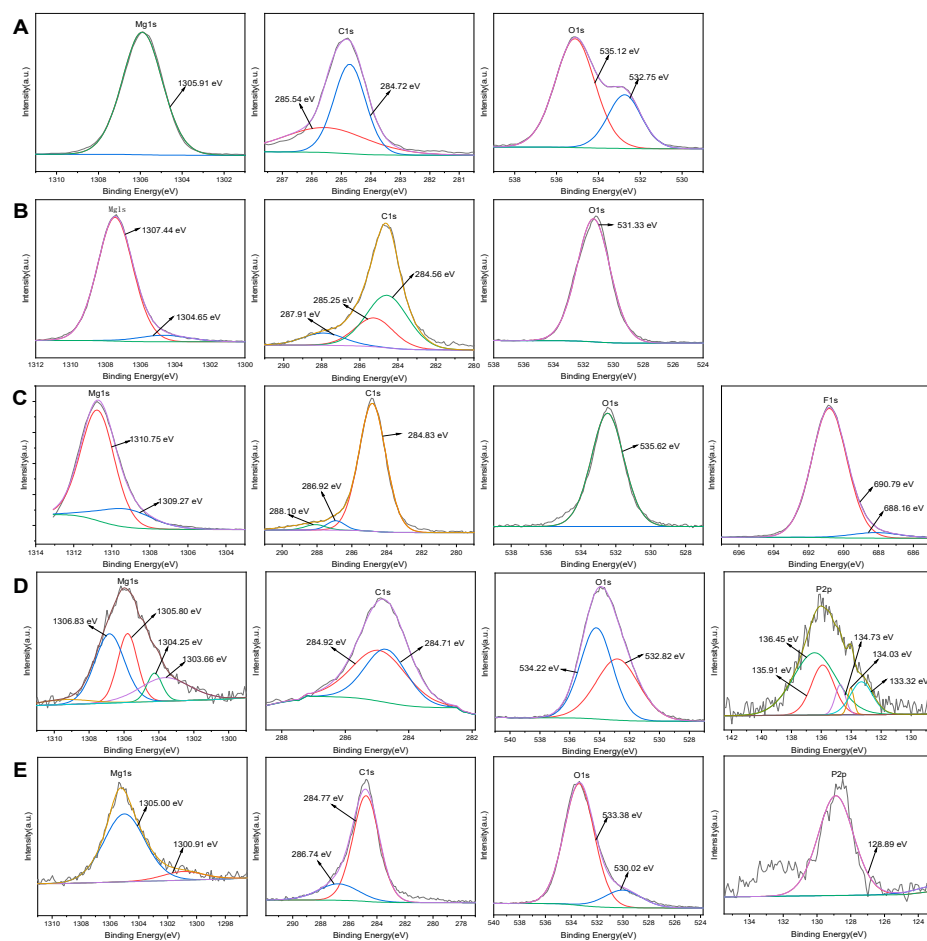 A
Mg1s
Intensity(a.u.)
1305.91 eV
1310 1308 1306 1304 1302
Binding Energy(eV)
C1s
Intensity(a.u.)
285.54 eV
284.72 eV
287 286 285 284 283 282 281
Binding Energy(eV)
O1s
Intensity(a.u.)
535.12 eV
532.75 eV
538 536 534 532 530
Binding Energy(eV)
B
Mg1s
Intensity(a.u.)
1307.44 eV
1304.65 eV
1312 1310 1308 1306 1304 1302 1300
Binding Energy(eV)
C1s
Intensity(a.u.)
284.56 eV
285.25 eV
287.91 eV
290 288 286 284 282 280
Binding Energy(eV)
O1s
Intensity(a.u.)
531.33 eV
538 536 534 532 530 528 526 524
Binding Energy(eV)
C
Mg1s
Intensity(a.u.)
1310.75 eV
1309.27 eV
1314 1312 1310 1308 1306 1304
Binding Energy(eV)
C1s
Intensity(a.u.)
284.83 eV
286.92 eV
288.10 eV
290 288 286 284 282 280
Binding Energy(eV)
O1s
Intensity(a.u.)
535.62 eV
538 536 534 532 530 528
Binding Energy(eV)
F1s
Intensity(a.u.)
690.79 eV
688.16 eV
696 694 692 690 688 686
Binding Energy(eV)
D
Mg1s
Intensity(a.u.)
1306.83 eV
1305.80 eV
1304.25 eV
1303.66 eV
1310 1308 1306 1304 1302 1300
Binding Energy(eV)
C1s
Intensity(a.u.)
284.92 eV
284.71 eV
288 286 284 282
Binding Energy(eV)
O1s
Intensity(a.u.)
534.22 eV
532.82 eV
540 538 536 534 532 530 528
Binding Energy(eV)
P2p
Intensity(a.u.)
136.45 eV
135.91 eV
134.73 eV
134.03 eV
133.32 eV
142 140 138 136 134 132 130
Binding Energy(eV)
E
Mg1s
Intensity(a.u.)
1305.00 eV
1300.91 eV
1310 1308 1306 1304 1302 1300 1298
Binding Energy(eV)
C1s
Intensity(a.u.)
284.77 eV
286.74 eV
290 288 286 284 282 280 278
Binding Energy(eV)
O1s
Intensity(a.u.)
533.38 eV
530.02 eV
540 538 536 534 532 530 528 526 524
Binding Energy(eV)
P2p
Intensity(a.u.)
128.89 eV
134 132 130 128 126 124
Binding Energy(eV)